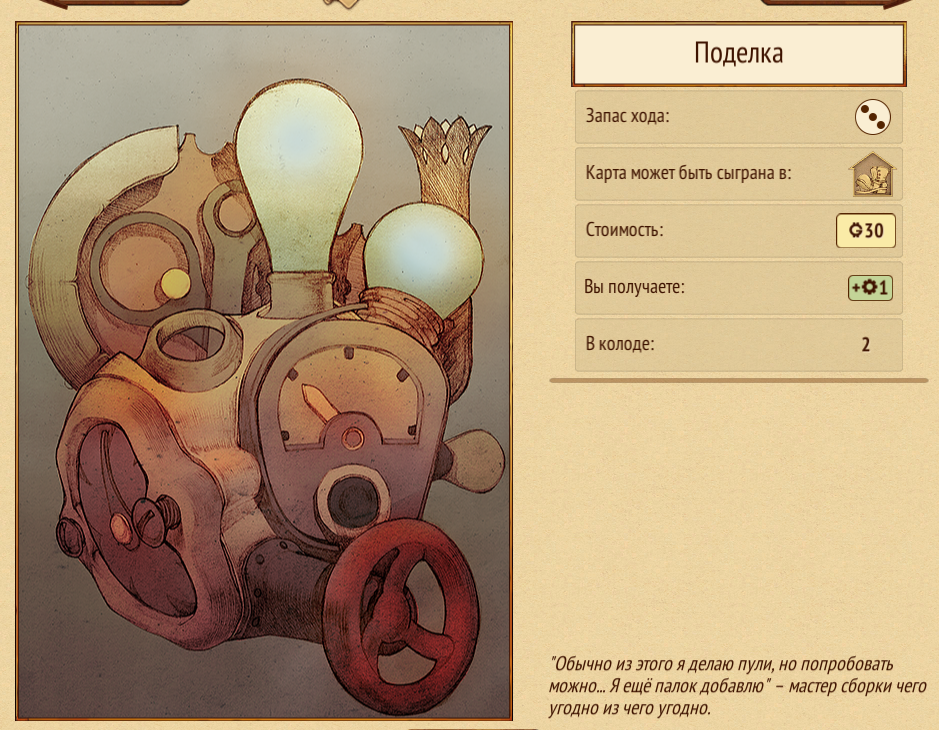 Поделка
Запас хода:
Карта может быть сыграна в:
Стоимость:
30
Вы получаете:
+1
В колоде:
2
"Обычно из этого я делаю пули, но попробовать
можно... Я ещё палок добавлю" – мастер сборки чего
угодно из чего угодно.